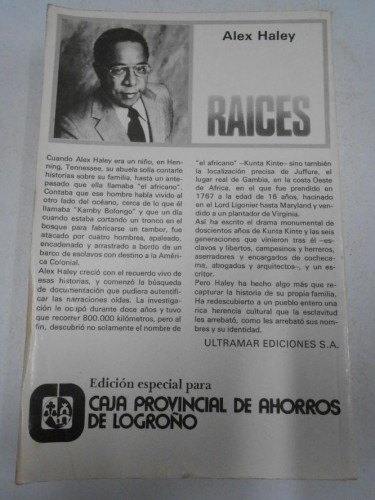 Alex Haley
RAICES
Cuando Alex Haley era un niño, en Hen-
ning, Tennessee, su abuela solía contarle
historias sobre su familia, hasta un ante-
pasado que ella llamaba "el africano".
Contaba que ese hombre había vivido al
otro lado del océano, cerca de lo que él
llamaba "Kamby Bolongo" y que un día
cuando estaba cortando un tronco en el
bosque para fabricarse un tambor, fue
atacado por cuatro hombres, apaleado,
encadenado y arrastrado a bordo de un
barco de esclavos con destino a la Améri-
ca Colonial.
Alex Haley creció con el recuerdo vivo de
esas historias, y comenzó la búsqueda
de documentación que pudiera autentifi-
car las narraciones oídas. La investiga-
ción le ocupó durante doce años y tuvo
que recorrer 800.000 kilómetros, pero al
fin, descubrió no solamente el nombre de
"el africano" –Kunta Kinte– sino también
la localización precisa de Juffure, el
lugar real de Gambia, en la costa Oeste
de Africa, en el que fue prendido en
1767 a la edad de 16 años, hacinado
en el Lord Ligonier hasta Maryland y ven-
dido a un plantador de Virginia.
Así ha escrito el drama monumental de
doscientos años de Kunta Kinte y las seis
generaciones que vinieron tras él –es-
clavos y libertos, campesinos y herreros,
aserradores y encargados de cocheca-
ma, abogados y arquitectos–, y un es-
critor.
Pero Haley ha hecho algo más que re-
capturar la historia de su propia familia.
Ha redescubierto a un pueblo entero una
rica herencia cultural que la esclavitud
les arrebató, como les arrebató sus nom-
bres y su identidad.
ULTRAMAR EDICIONES S.A.
Edición especial para
CAJA PROVINCIAL DE AHORROS
DE LOGROÑO